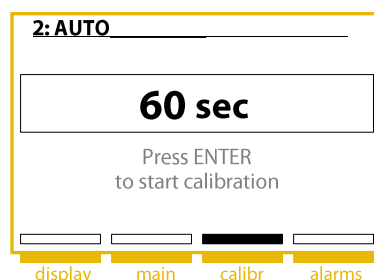 2: AUTO
60 sec
Press ENTER
to start calibration
display main calibr alarms